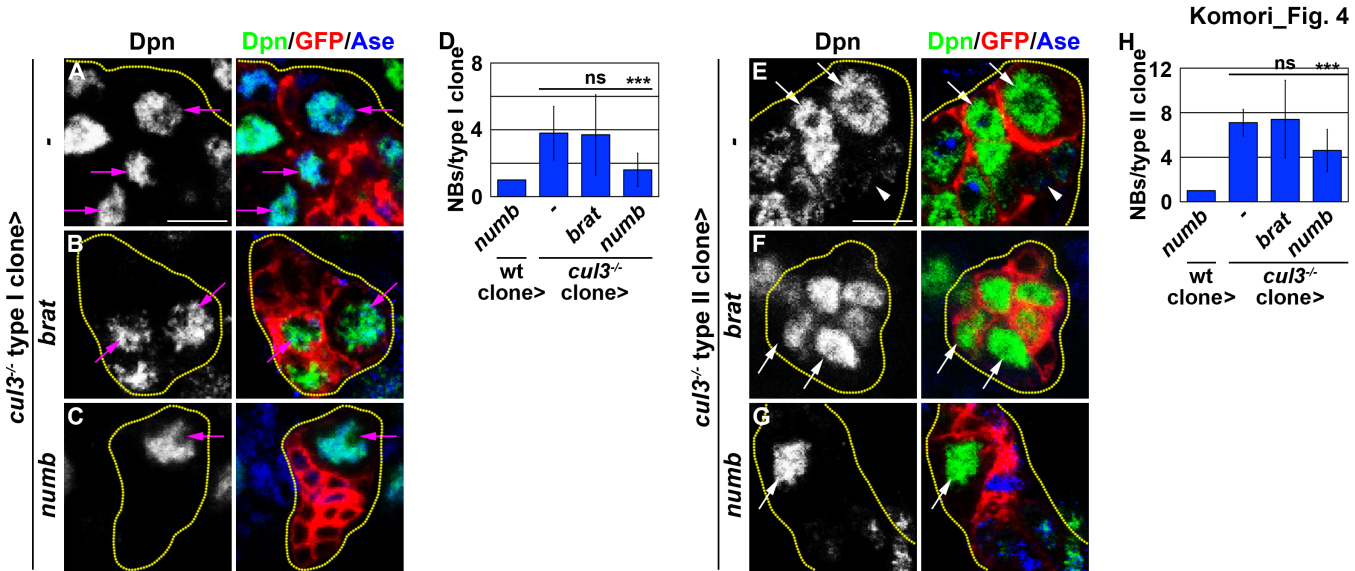 Komori_Fig. 4
Dpn
Dpn/GFP/Ase
cul3-/- type I clone>
-
brat
numb
A
B
C
D
NBs/type I clone
8
4
0
ns
***
numb
-
brat
numb
wt
clone>
cul3-/-
clone>
Dpn
Dpn/GFP/Ase
cul3-/- type II clone>
-
brat
numb
E
F
G
H
NBs/type II clone
12
8
4
0
ns
***
numb
-
brat
numb
wt
clone>
cul3-/-
clone>